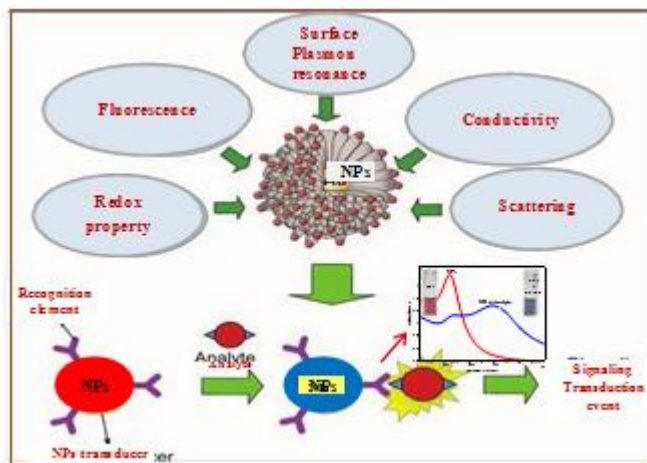 Surface
Plasmon
resonance
Fluorescence
Conductivity
NPs
Redox
property
Scattering
Recognition
element
Analyte
Analyte
NPs
NPs
Signaling
Transduction
event
NPs transducer